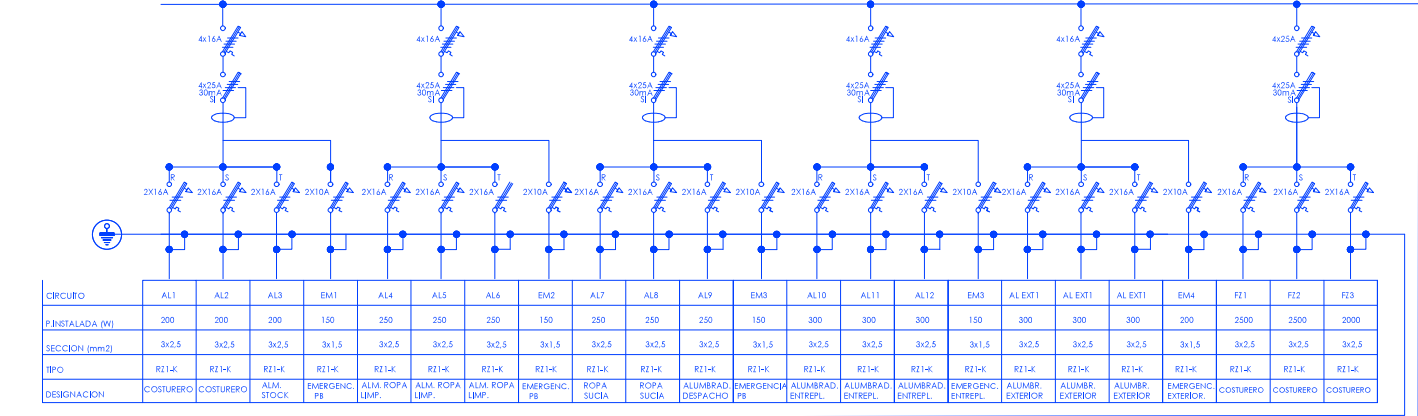 4x16A 4x16A 4x16A 4x16A 4x16A 4x25A
4x25A 4x25A 4x25A 4x25A 4x25A 4x25A
30mA 30mA 30mA 30mA 30mA 30mA
SI SI SI SI SI SI
R S T R S T R S T R S T R S T R S T
2X16A 2X16A 2X16A 2X10A 2X16A 2X16A 2X16A 2X10A 2X16A 2X16A 2X16A 2X10A 2X16A 2X16A 2X16A 2X10A 2X16A 2X16A 2X16A 2X10A 2X16A 2X16A 2X16A
CIRCUITO AL1 AL2 AL3 EM1 AL4 AL5 AL6 EM2 AL7 AL8 AL9 EM3 AL10 AL11 AL12 EM3 AL EXT1 AL EXT1 AL EXT1 EM4 FZ1 FZ2 FZ3
P.INSTALADA (W) 200 200 200 150 250 250 250 150 250 250 250 150 300 300 300 150 300 300 300 200 2500 2500 2000
SECCION (mm2) 3x2,5 3x2,5 3x2,5 3x1,5 3x2,5 3x2,5 3x2,5 3x1,5 3x2,5 3x2,5 3x2,5 3x1,5 3x2,5 3x2,5 3x2,5 3x1,5 3x2,5 3x2,5 3x2,5 3x1,5 3x2,5 3x2,5 3x2,5
TIPO RZ1-K RZ1-K RZ1-K RZ1-K RZ1-K RZ1-K RZ1-K RZ1-K RZ1-K RZ1-K RZ1-K RZ1-K RZ1-K RZ1-K RZ1-K RZ1-K RZ1-K RZ1-K RZ1-K RZ1-K RZ1-K RZ1-K RZ1-K
DESIGNACION
COSTURERO
COSTURERO
ALM.
STOCK
EMERGENC.
PB
ALM. ROPA
LIMP.
ALM. ROPA
LIMP.
ALM. ROPA
LIMP.
EMERGENC.
PB
ROPA
SUCIA
ROPA
SUCIA
ALUMBRAD.
DESPACHO
EMERGENCIA
PB
ALUMBRAD.
ENTREPL.
ALUMBRAD.
ENTREPL.
ALUMBRAD.
ENTREPL.
EMERGENC.
ENTREPL.
ALUMBR.
EXTERIOR
ALUMBR.
EXTERIOR
ALUMBR.
EXTERIOR
EMERGENC.
EXTERIOR.
COSTURERO
COSTURERO
COSTURERO